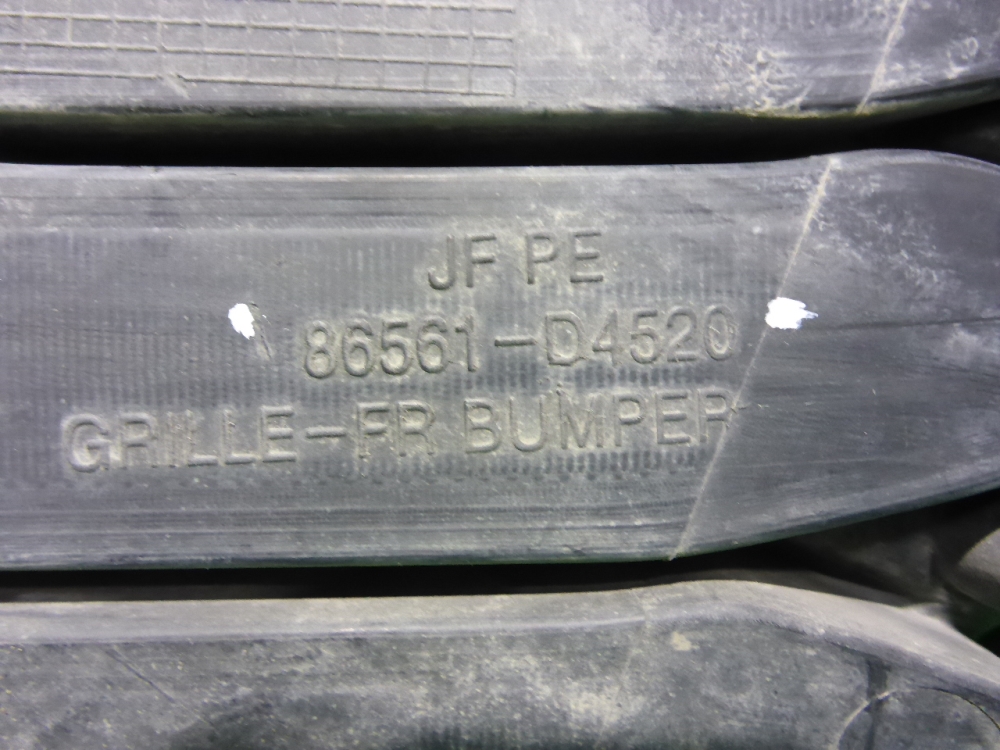 JF PE
86561-D4520
GRILLE-FR BUMPER